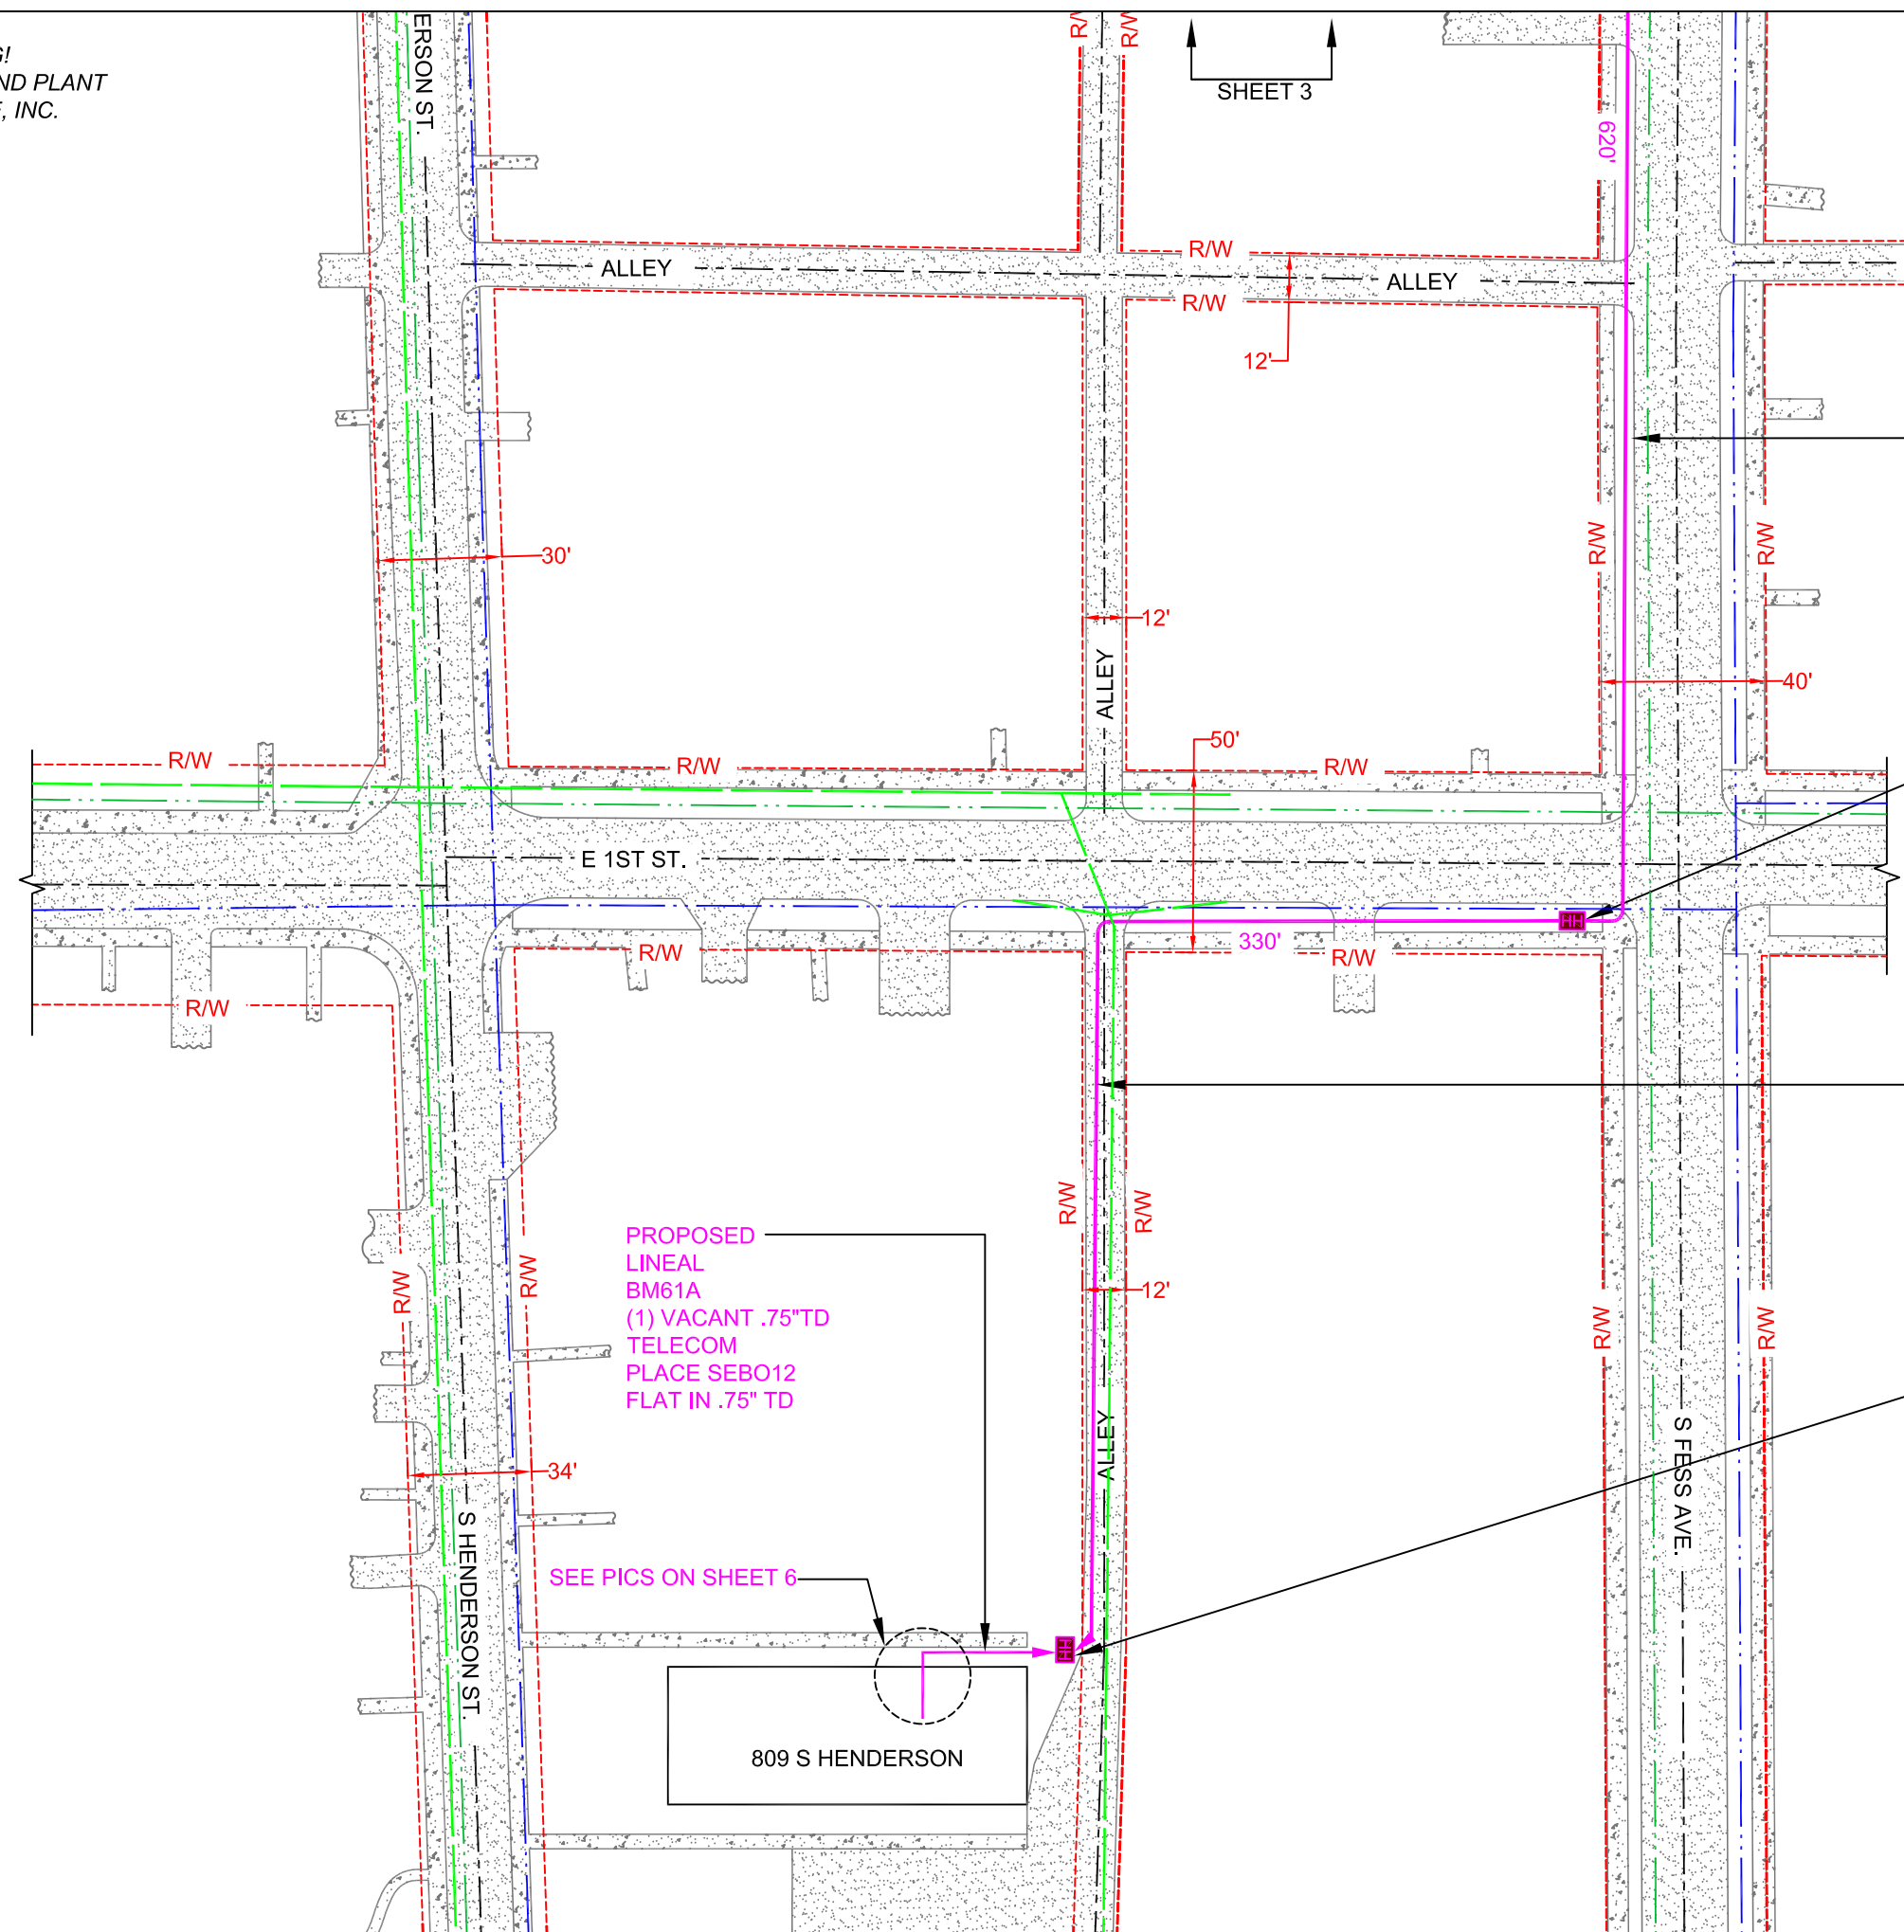 ND PLANT
, INC.
ERSON ST.
R/W
R/W
SHEET 3
620'
ALLEY
R/W
ALLEY
R/W
12'
30'
R/W
R/W
12'
ALLEY
40'
50'
R/W
R/W
R/W
E 1ST ST.
330'
HH
R/W
R/W
R/W
R/W
R/W
PROPOSED
LINEAL
BM61A
(1) VACANT .75"TD
TELECOM
PLACE SEBO12
FLAT IN .75" TD
R/W
R/W
12'
R/W
R/W
ALLEY
S FESS AVE.
34'
S HENDERSON ST.
SEE PICS ON SHEET 6
HH
809 S HENDERSON